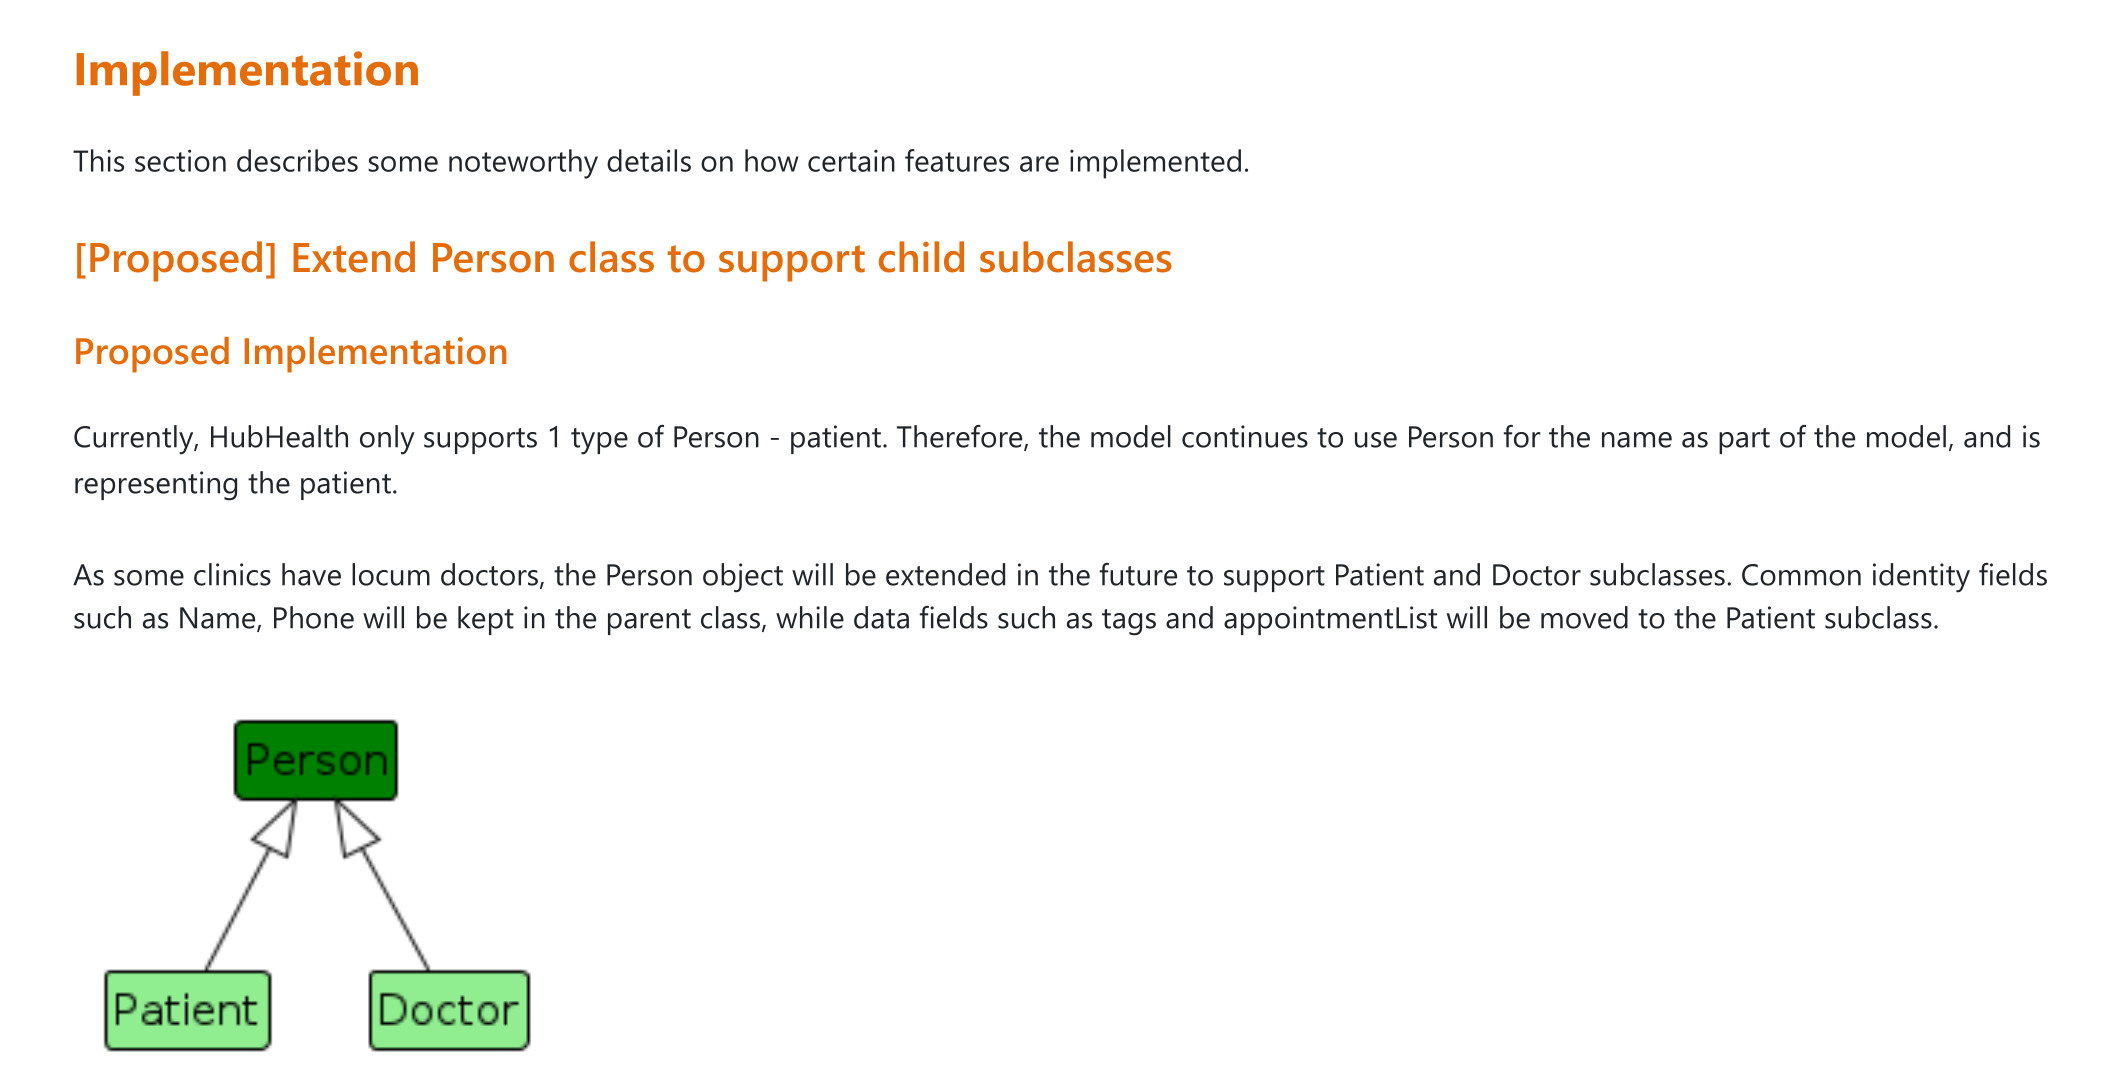 Implementation
This section describes some noteworthy details on how certain features are implemented.
[Proposed] Extend Person class to support child subclasses
Proposed Implementation
Currently, HubHealth only supports 1 type of Person - patient. Therefore, the model continues to use Person for the name as part of the model, and is
representing the patient.
As some clinics have locum doctors, the Person object will be extended in the future to support Patient and Doctor subclasses. Common identity fields
such as Name, Phone will be kept in the parent class, while data fields such as tags and appointmentList will be moved to the Patient subclass.
Person
Patient
Doctor